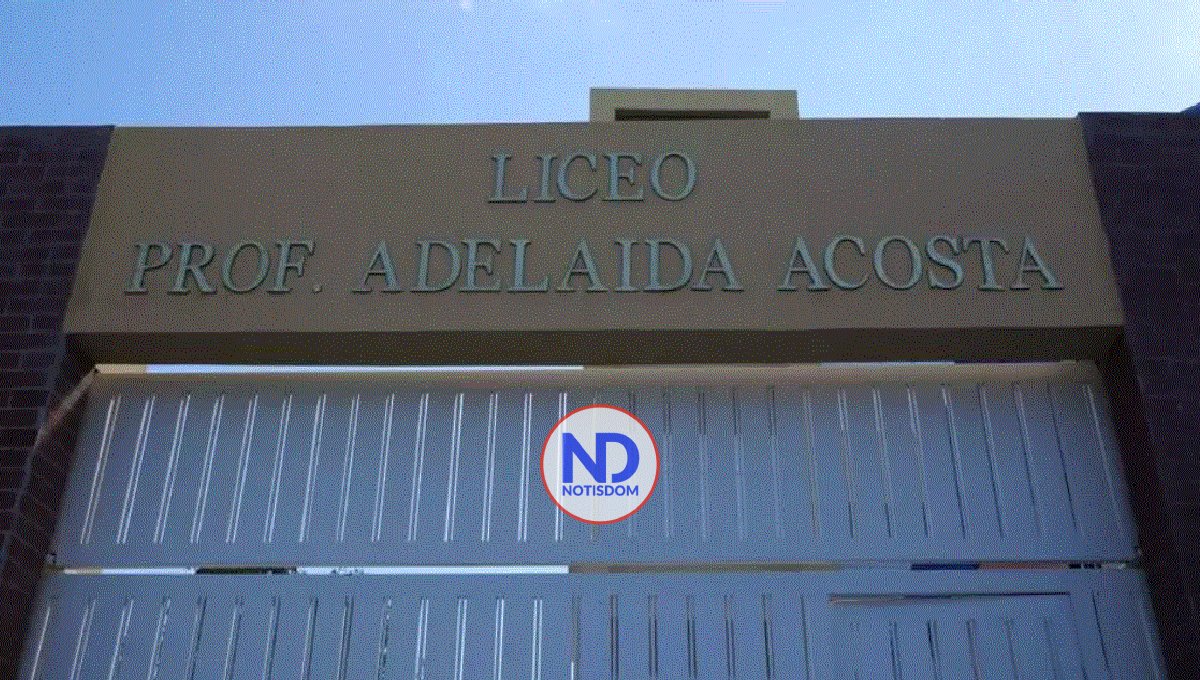 LICEO
PROF. ADELAIDA ACOSTA
ND
NOTISDOM